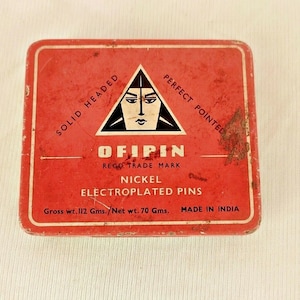 SOLID HEADED
PERFECT POINTED
OFIPIN
REGD TRADE MARK
NICKEL
ELECTROPLATED PINS
Gross wt.112 Gms./Net wt. 70 Gms. MADE IN INDIA